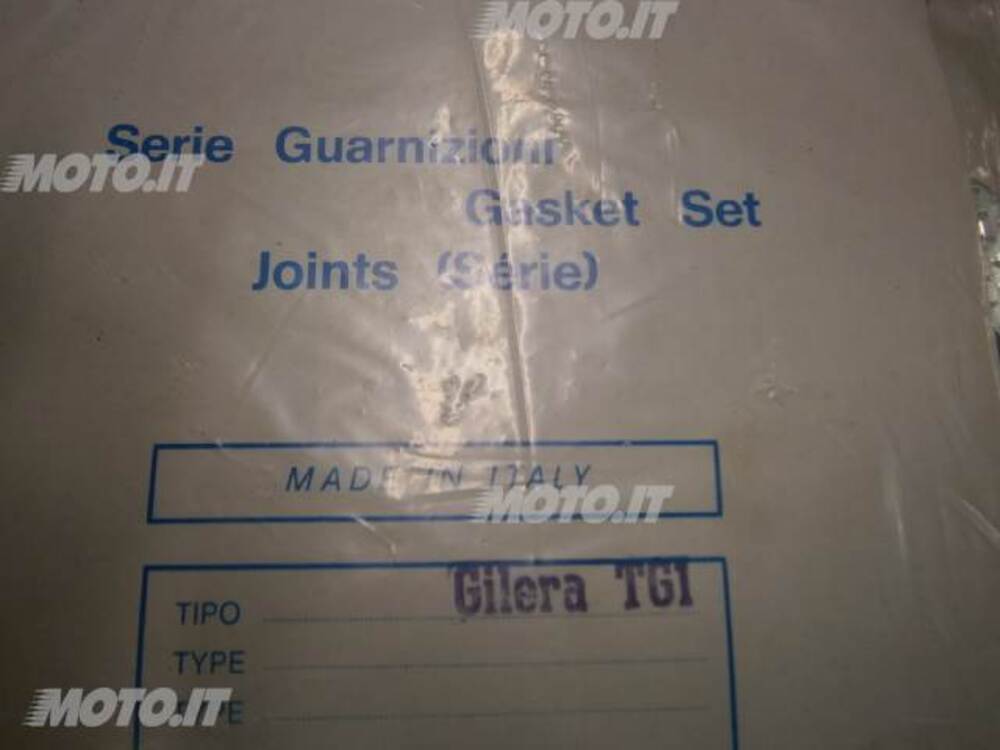 MOTO.IT
Serie Guarnizioni
MOTO.IT
Gasket Set
Joints (Série)
MADE IN ITALY
MOTO.IT
TIPO Gilera TG1
TYPE
MOTO.IT